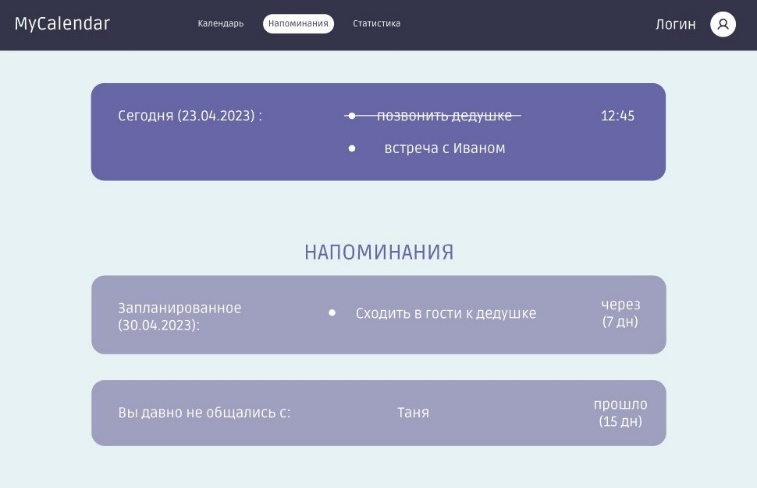 MyCalendar
Календарь
Напоминания
Статистика
Логин
Сегодня (23.04.2023) :
позвонить дедушке
12:45
встреча с Иваном
НАПОМИНАНИЯ
Запланированное
(30.04.2023):
Сходить в гости к дедушке
через
(7 дн)
Вы давно не общались с:
Таня
прошло
(15 дн)